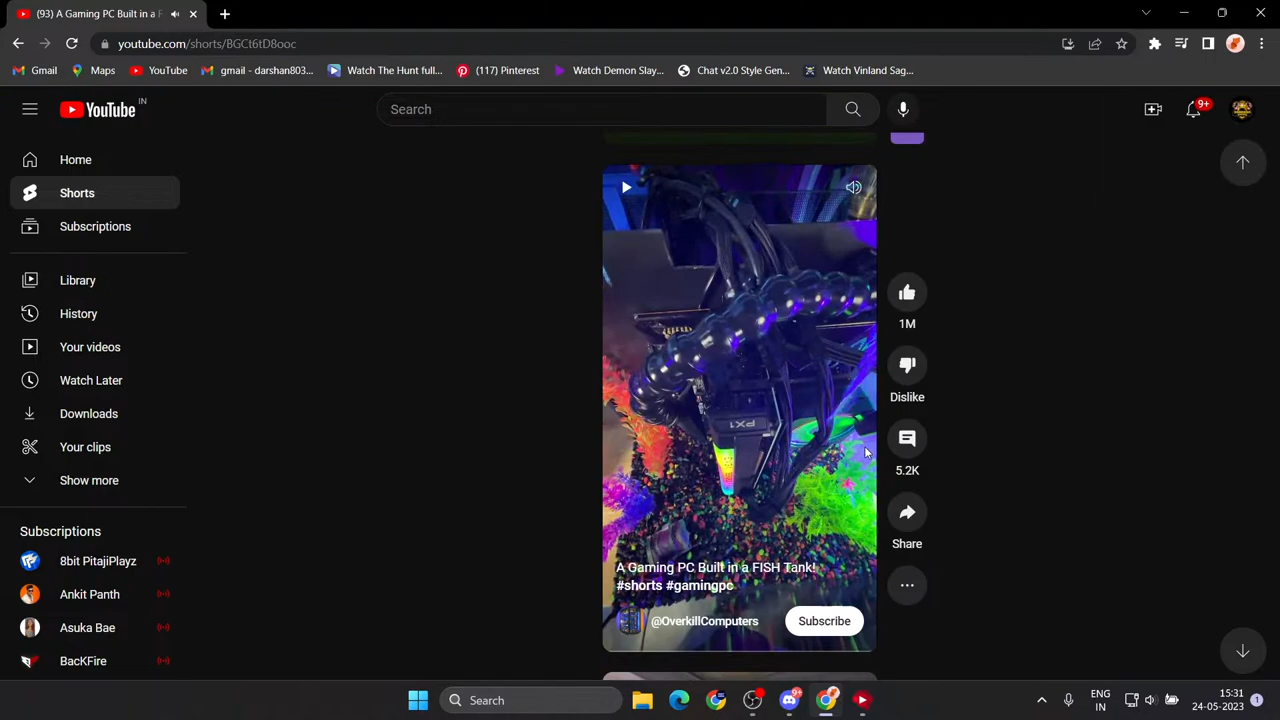 (93) A Gaming PC Built in a F
youtube.com/shorts/BGCt6tD8ooc
Gmail
Maps
YouTube
gmail - darshan803...
Watch The Hunt full...
(117) Pinterest
Watch Demon Slay...
Chat v2.0 Style Gen...
Watch Vinland Sag...
YouTube IN
Search
9+
Home
Shorts
Subscriptions
Library
History
Your videos
Watch Later
Downloads
Your clips
Show more
Subscriptions
8bit PitajiPlayz
Ankit Panth
Asuka Bae
BackFire
PX1
1M
Dislike
5.2K
Share
A Gaming PC Built in a FISH Tank!
#shorts #gamingpc
@OverkillComputers
Subscribe
Search
9+
ENG
IN
15:31
24-05-2023
1